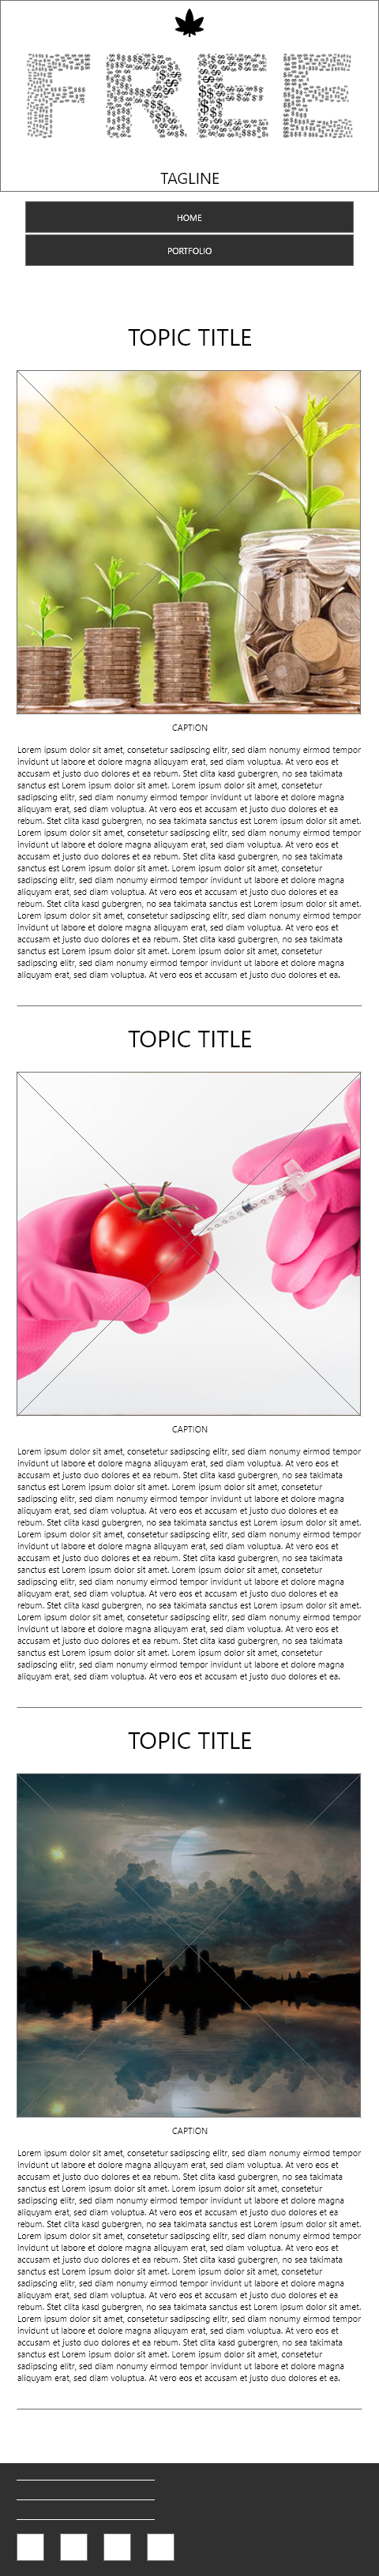 FREE
TAGLINE
HOME
PORTFOLIO
TOPIC TITLE
CAPTION
Lorem ipsum dolor sit amet, consetetur sadipscing elitr, sed diam nonumy eirmod tempor
invidunt ut labore et dolore magna aliquyam erat, sed diam voluptua. At vero eos et
accusam et justo duo dolores et ea rebum. Stet clita kasd gubergren, no sea takimata
sanctus est Lorem ipsum dolor sit amet. Lorem ipsum dolor sit amet, consetetur
sadipscing elitr, sed diam nonumy eirmod tempor invidunt ut labore et dolore magna
aliquyam erat, sed diam voluptua. At vero eos et accusam et justo duo dolores et ea
rebum. Stet clita kasd gubergren, no sea takimata sanctus est Lorem ipsum dolor sit amet.
Lorem ipsum dolor sit amet, consetetur sadipscing elitr, sed diam nonumy eirmod tempor
invidunt ut labore et dolore magna aliquyam erat, sed diam voluptua. At vero eos et
accusam et justo duo dolores et ea rebum. Stet clita kasd gubergren, no sea takimata
sanctus est Lorem ipsum dolor sit amet. Lorem ipsum dolor sit amet, consetetur
sadipscing elitr, sed diam nonumy eirmod tempor invidunt ut labore et dolore magna
aliquyam erat, sed diam voluptua. At vero eos et accusam et justo duo dolores et ea
rebum. Stet clita kasd gubergren, no sea takimata sanctus est Lorem ipsum dolor sit amet.
Lorem ipsum dolor sit amet, consetetur sadipscing elitr, sed diam nonumy eirmod tempor
invidunt ut labore et dolore magna aliquyam erat, sed diam voluptua. At vero eos et
accusam et justo duo dolores et ea rebum. Stet clita kasd gubergren, no sea takimata
sanctus est Lorem ipsum dolor sit amet. Lorem ipsum dolor sit amet, consetetur
sadipscing elitr, sed diam nonumy eirmod tempor invidunt ut labore et dolore magna
aliquyam erat, sed diam voluptua. At vero eos et accusam et justo duo dolores et ea.
TOPIC TITLE
CAPTION
Lorem ipsum dolor sit amet, consetetur sadipscing elitr, sed diam nonumy eirmod tempor
invidunt ut labore et dolore magna aliquyam erat, sed diam voluptua. At vero eos et
accusam et justo duo dolores et ea rebum. Stet clita kasd gubergren, no sea takimata
sanctus est Lorem ipsum dolor sit amet. Lorem ipsum dolor sit amet, consetetur
sadipscing elitr, sed diam nonumy eirmod tempor invidunt ut labore et dolore magna
aliquyam erat, sed diam voluptua. At vero eos et accusam et justo duo dolores et ea
rebum. Stet clita kasd gubergren, no sea takimata sanctus est Lorem ipsum dolor sit amet.
Lorem ipsum dolor sit amet, consetetur sadipscing elitr, sed diam nonumy eirmod tempor
invidunt ut labore et dolore magna aliquyam erat, sed diam voluptua. At vero eos et
accusam et justo duo dolores et ea rebum. Stet clita kasd gubergren, no sea takimata
sanctus est Lorem ipsum dolor sit amet. Lorem ipsum dolor sit amet, consetetur
sadipscing elitr, sed diam nonumy eirmod tempor invidunt ut labore et dolore magna
aliquyam erat, sed diam voluptua. At vero eos et accusam et justo duo dolores et ea
rebum. Stet clita kasd gubergren, no sea takimata sanctus est Lorem ipsum dolor sit amet.
Lorem ipsum dolor sit amet, consetetur sadipscing elitr, sed diam nonumy eirmod tempor
invidunt ut labore et dolore magna aliquyam erat, sed diam voluptua. At vero eos et
accusam et justo duo dolores et ea rebum. Stet clita kasd gubergren, no sea takimata
sanctus est Lorem ipsum dolor sit amet. Lorem ipsum dolor sit amet, consetetur
sadipscing elitr, sed diam nonumy eirmod tempor invidunt ut labore et dolore magna
aliquyam erat, sed diam voluptua. At vero eos et accusam et justo duo dolores et ea.
TOPIC TITLE
CAPTION
Lorem ipsum dolor sit amet, consetetur sadipscing elitr, sed diam nonumy eirmod tempor
invidunt ut labore et dolore magna aliquyam erat, sed diam voluptua. At vero eos et
accusam et justo duo dolores et ea rebum. Stet clita kasd gubergren, no sea takimata
sanctus est Lorem ipsum dolor sit amet. Lorem ipsum dolor sit amet, consetetur
sadipscing elitr, sed diam nonumy eirmod tempor invidunt ut labore et dolore magna
aliquyam erat, sed diam voluptua. At vero eos et accusam et justo duo dolores et ea
rebum. Stet clita kasd gubergren, no sea takimata sanctus est Lorem ipsum dolor sit amet.
Lorem ipsum dolor sit amet, consetetur sadipscing elitr, sed diam nonumy eirmod tempor
invidunt ut labore et dolore magna aliquyam erat, sed diam voluptua. At vero eos et
accusam et justo duo dolores et ea rebum. Stet clita kasd gubergren, no sea takimata
sanctus est Lorem ipsum dolor sit amet. Lorem ipsum dolor sit amet, consetetur
sadipscing elitr, sed diam nonumy eirmod tempor invidunt ut labore et dolore magna
aliquyam erat, sed diam voluptua. At vero eos et accusam et justo duo dolores et ea
rebum. Stet clita kasd gubergren, no sea takimata sanctus est Lorem ipsum dolor sit amet.
Lorem ipsum dolor sit amet, consetetur sadipscing elitr, sed diam nonumy eirmod tempor
invidunt ut labore et dolore magna aliquyam erat, sed diam voluptua. At vero eos et
accusam et justo duo dolores et ea rebum. Stet clita kasd gubergren, no sea takimata
sanctus est Lorem ipsum dolor sit amet. Lorem ipsum dolor sit amet, consetetur
sadipscing elitr, sed diam nonumy eirmod tempor invidunt ut labore et dolore magna
aliquyam erat, sed diam voluptua. At vero eos et accusam et justo duo dolores et ea.